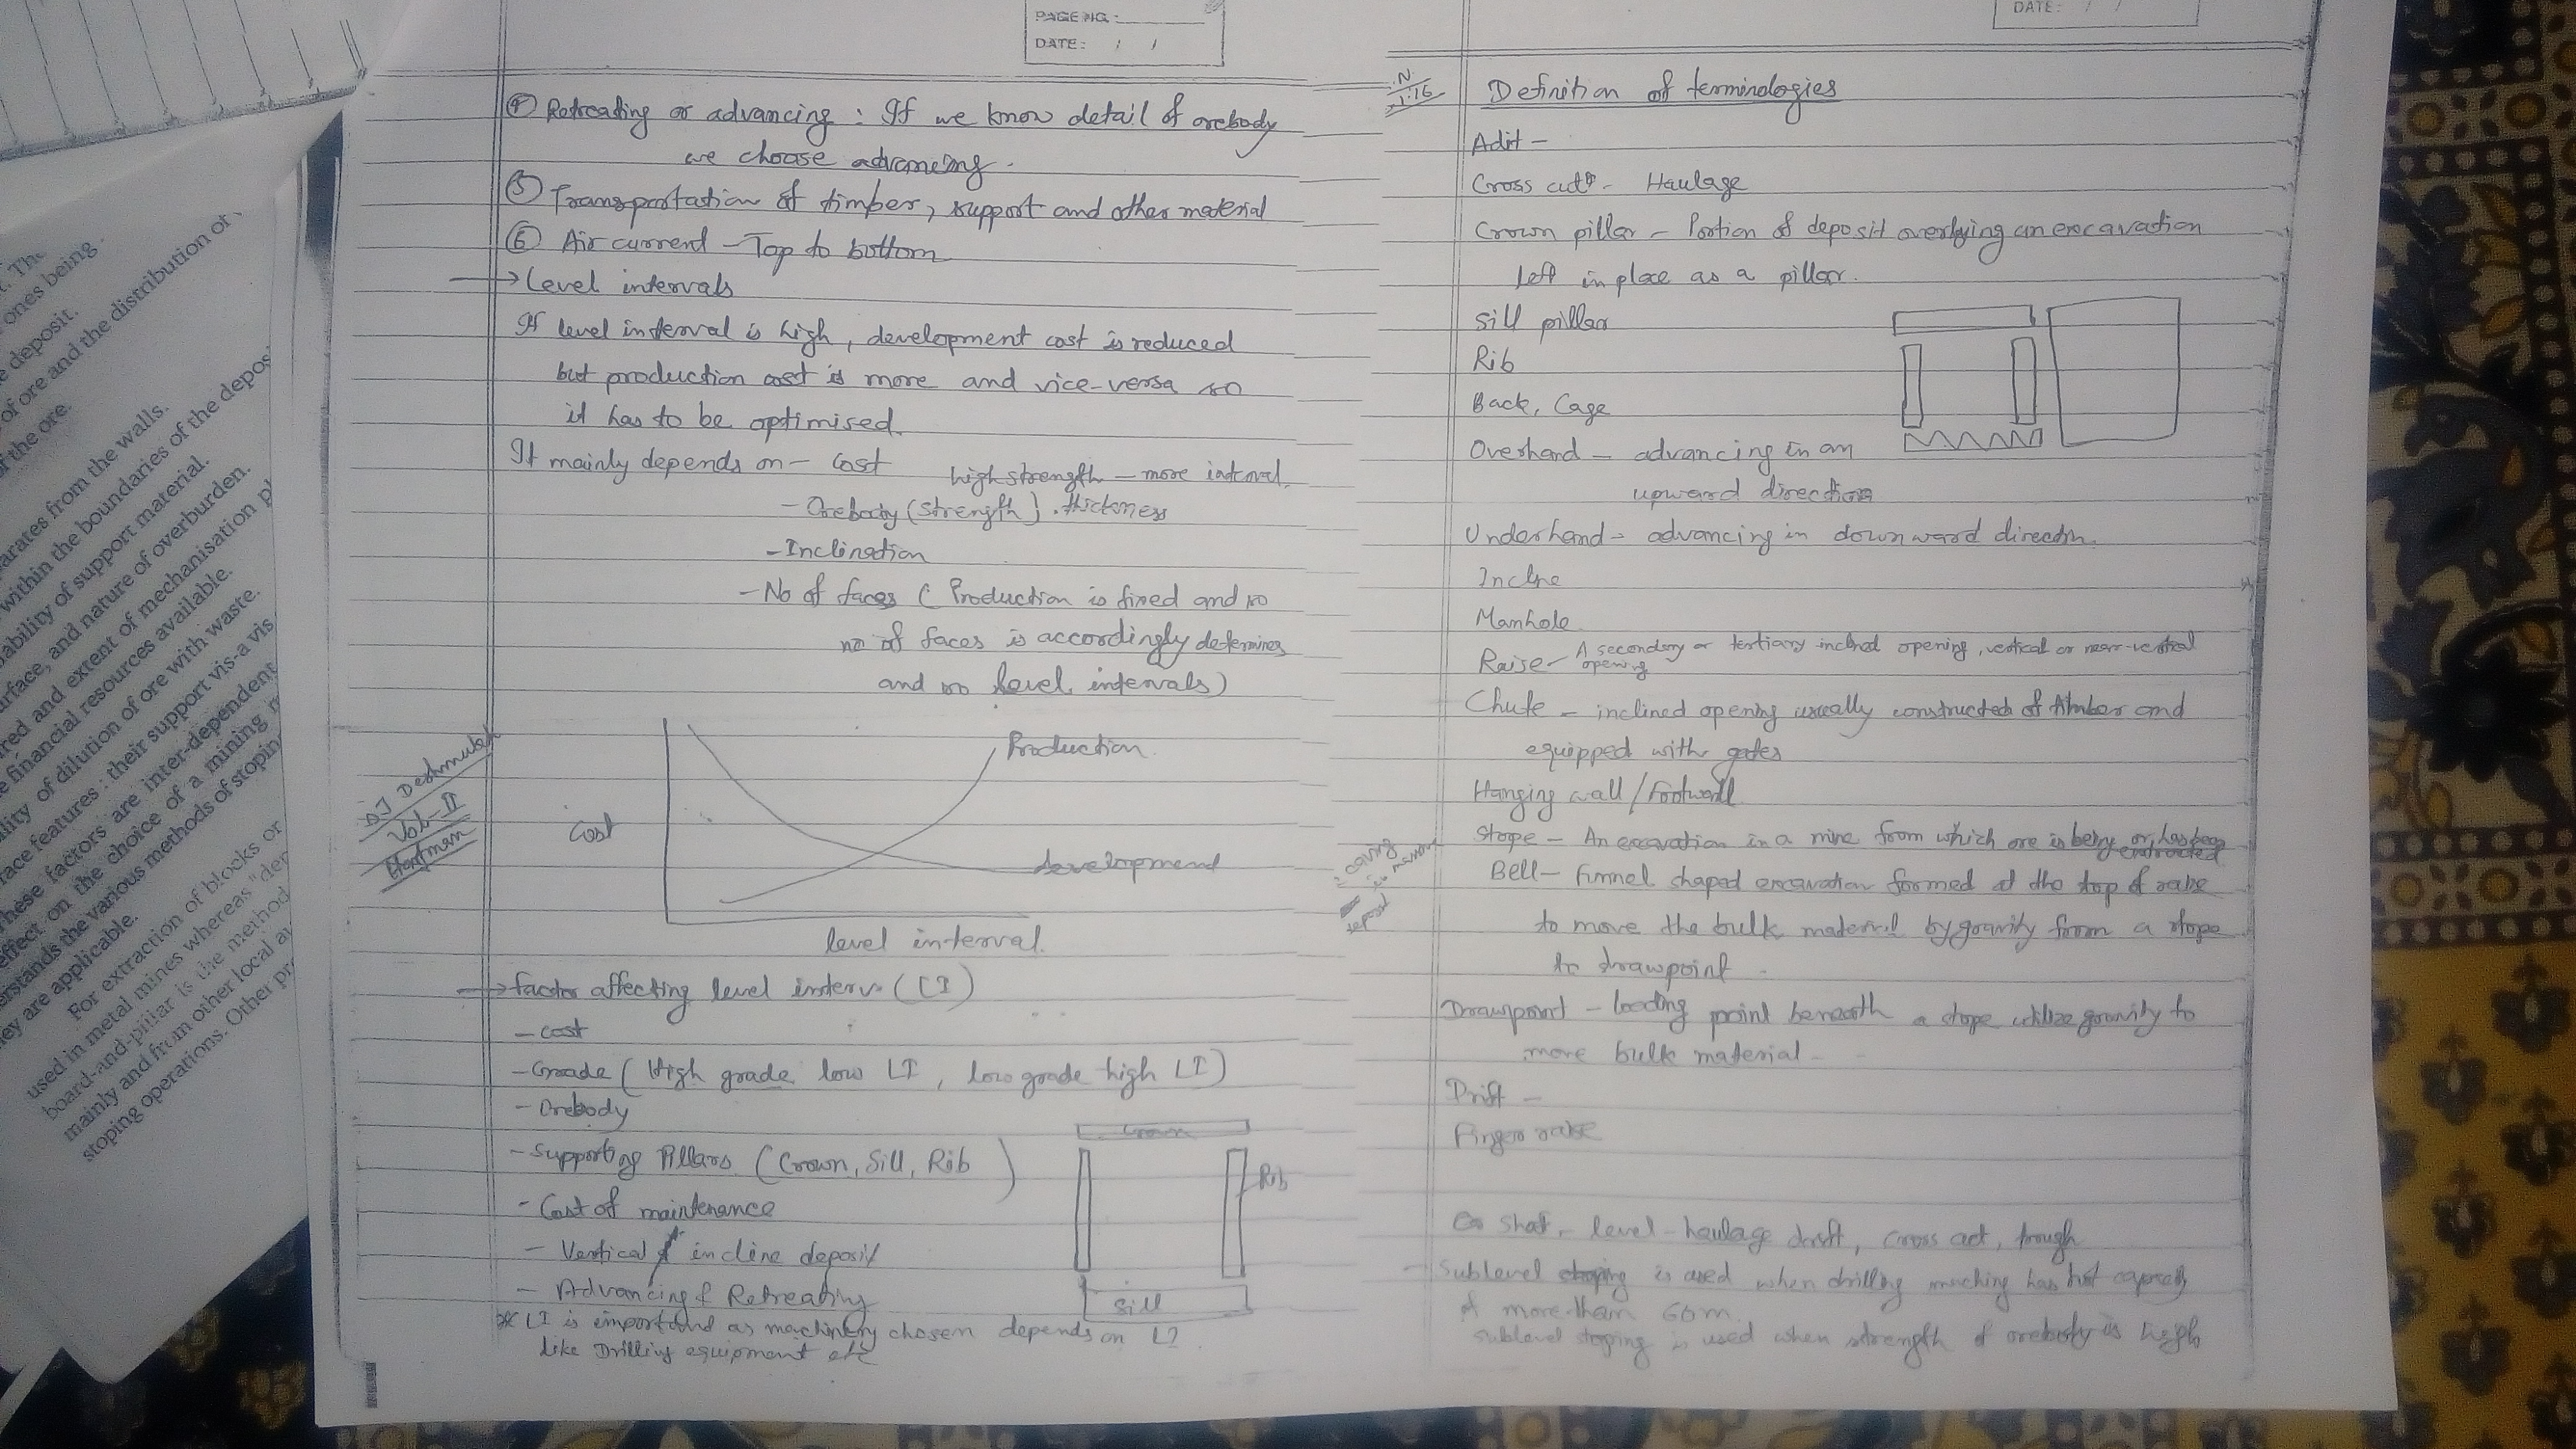 PAGE NO.:
DATE: / /
④ Retreating or advancing : If we know detail of orebody
we choose advancing.
⑤ Transportation of timber, support and other material
⑥ Air current - Top to bottom
→ Level intervals
If level interval is high, development cost is reduced
but production cost is more and vice-versa so
it has to be optimised.
It mainly depends on - cost
high strength - more interval.
- Orebody (strength), thickness
- Inclination
- No of faces ( Production is fixed and so
no of faces is accordingly determines
and so level intervals)
DJ Deshmukh
Vol-II
Hartman
Production
Cost
development
level interval.
→ factor affecting level interv. (LI)
- cost
- Grade ( High grade low LI, low grade high LI )
- Orebody
- Supporting Pillars ( Crown, Sill, Rib )
- Cost of maintenance
- Vertical & incline deposit
- Advancing & Retreating
Crown
Rib
Sill
* LI is important as machinery chosen depends on LI
like Drilling equipment etc
DATE: / /
Definition of terminologies
Adit -
Cross cut - Haulage
Crown pillar - Portion of deposit overlying an excavation
left in place as a pillar.
Sill pillar
Rib
Back, Cage
Overhand - advancing in an
upward direction
Underhand - advancing in downward directn.
Incline
Manhole
Raise - A secondary or tertiary inclined opening, vertical or near-vertical
opening
Chute - inclined opening usually constructed of timber and
equipped with gates
Hanging wall / Footwall
Stope - An excavation in a mine from which ore is being or has been
extracted
Bell - Funnel shaped excavation formed at the top of raise
to move the bulk material by gravity from a stope
to drawpoint
Drawpoint - loading point beneath a stope utilize gravity to
move bulk material -
Drift -
Finger raise
shaft - level - haulage drift, cross cut, trough
- Sublevel stoping is used when drilling machine has not capacity
of more than 60m.
sublevel stoping is used when strength of orebody is high
ones being
e deposit.
of ore and the distribution of
of the ore.
arates from the walls.
within the boundaries of the depos
ability of support material.
urface, and nature of overburden.
red and extent of mechanisation p
e financial resources available.
ility of dilution of ore with waste.
face features : their support vis-a-vis
hese factors are inter-dependent
effect on the choice of a mining
erstands the various methods of stopin
ey are applicable.
For extraction of blocks or
used in metal mines whereas "de
board-and-pillar is the method
mainly and from other local a
stoping operations. Other pr